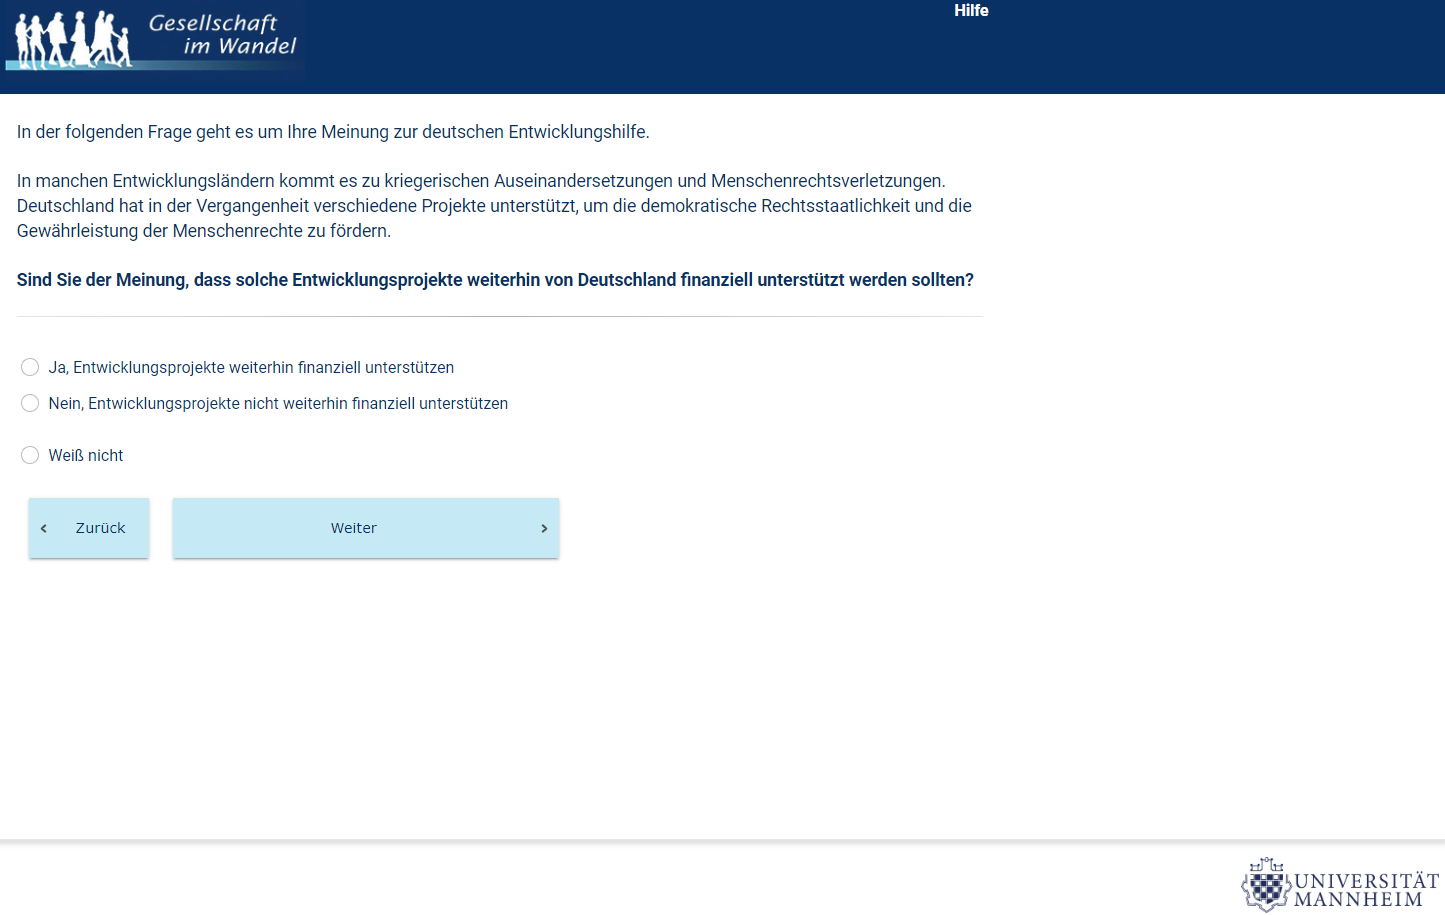 Gesellschaft
im Wandel
Hilfe
In der folgenden Frage geht es um Ihre Meinung zur deutschen Entwicklungshilfe.
In manchen Entwicklungsländern kommt es zu kriegerischen Auseinandersetzungen und Menschenrechtsverletzungen.
Deutschland hat in der Vergangenheit verschiedene Projekte unterstützt, um die demokratische Rechtsstaatlichkeit und die
Gewährleistung der Menschenrechte zu fördern.
Sind Sie der Meinung, dass solche Entwicklungsprojekte weiterhin von Deutschland finanziell unterstützt werden sollten?
Ja, Entwicklungsprojekte weiterhin finanziell unterstützen
Nein, Entwicklungsprojekte nicht weiterhin finanziell unterstützen
Weiß nicht
Zurück
Weiter
UNIVERSITÄT
MANNHEIM